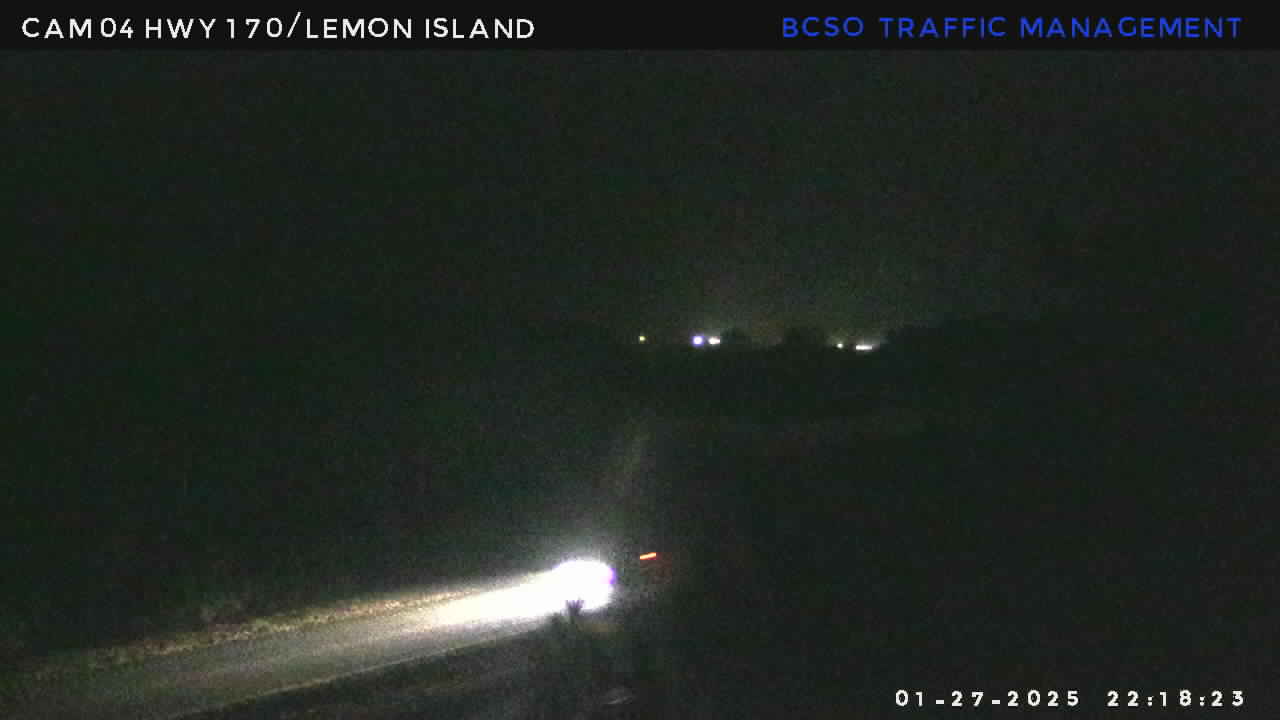 CAM04 HWY 170/LEMON ISLAND
BCSO TRAFFIC MANAGEMENT
01-27-2025 22:18:23